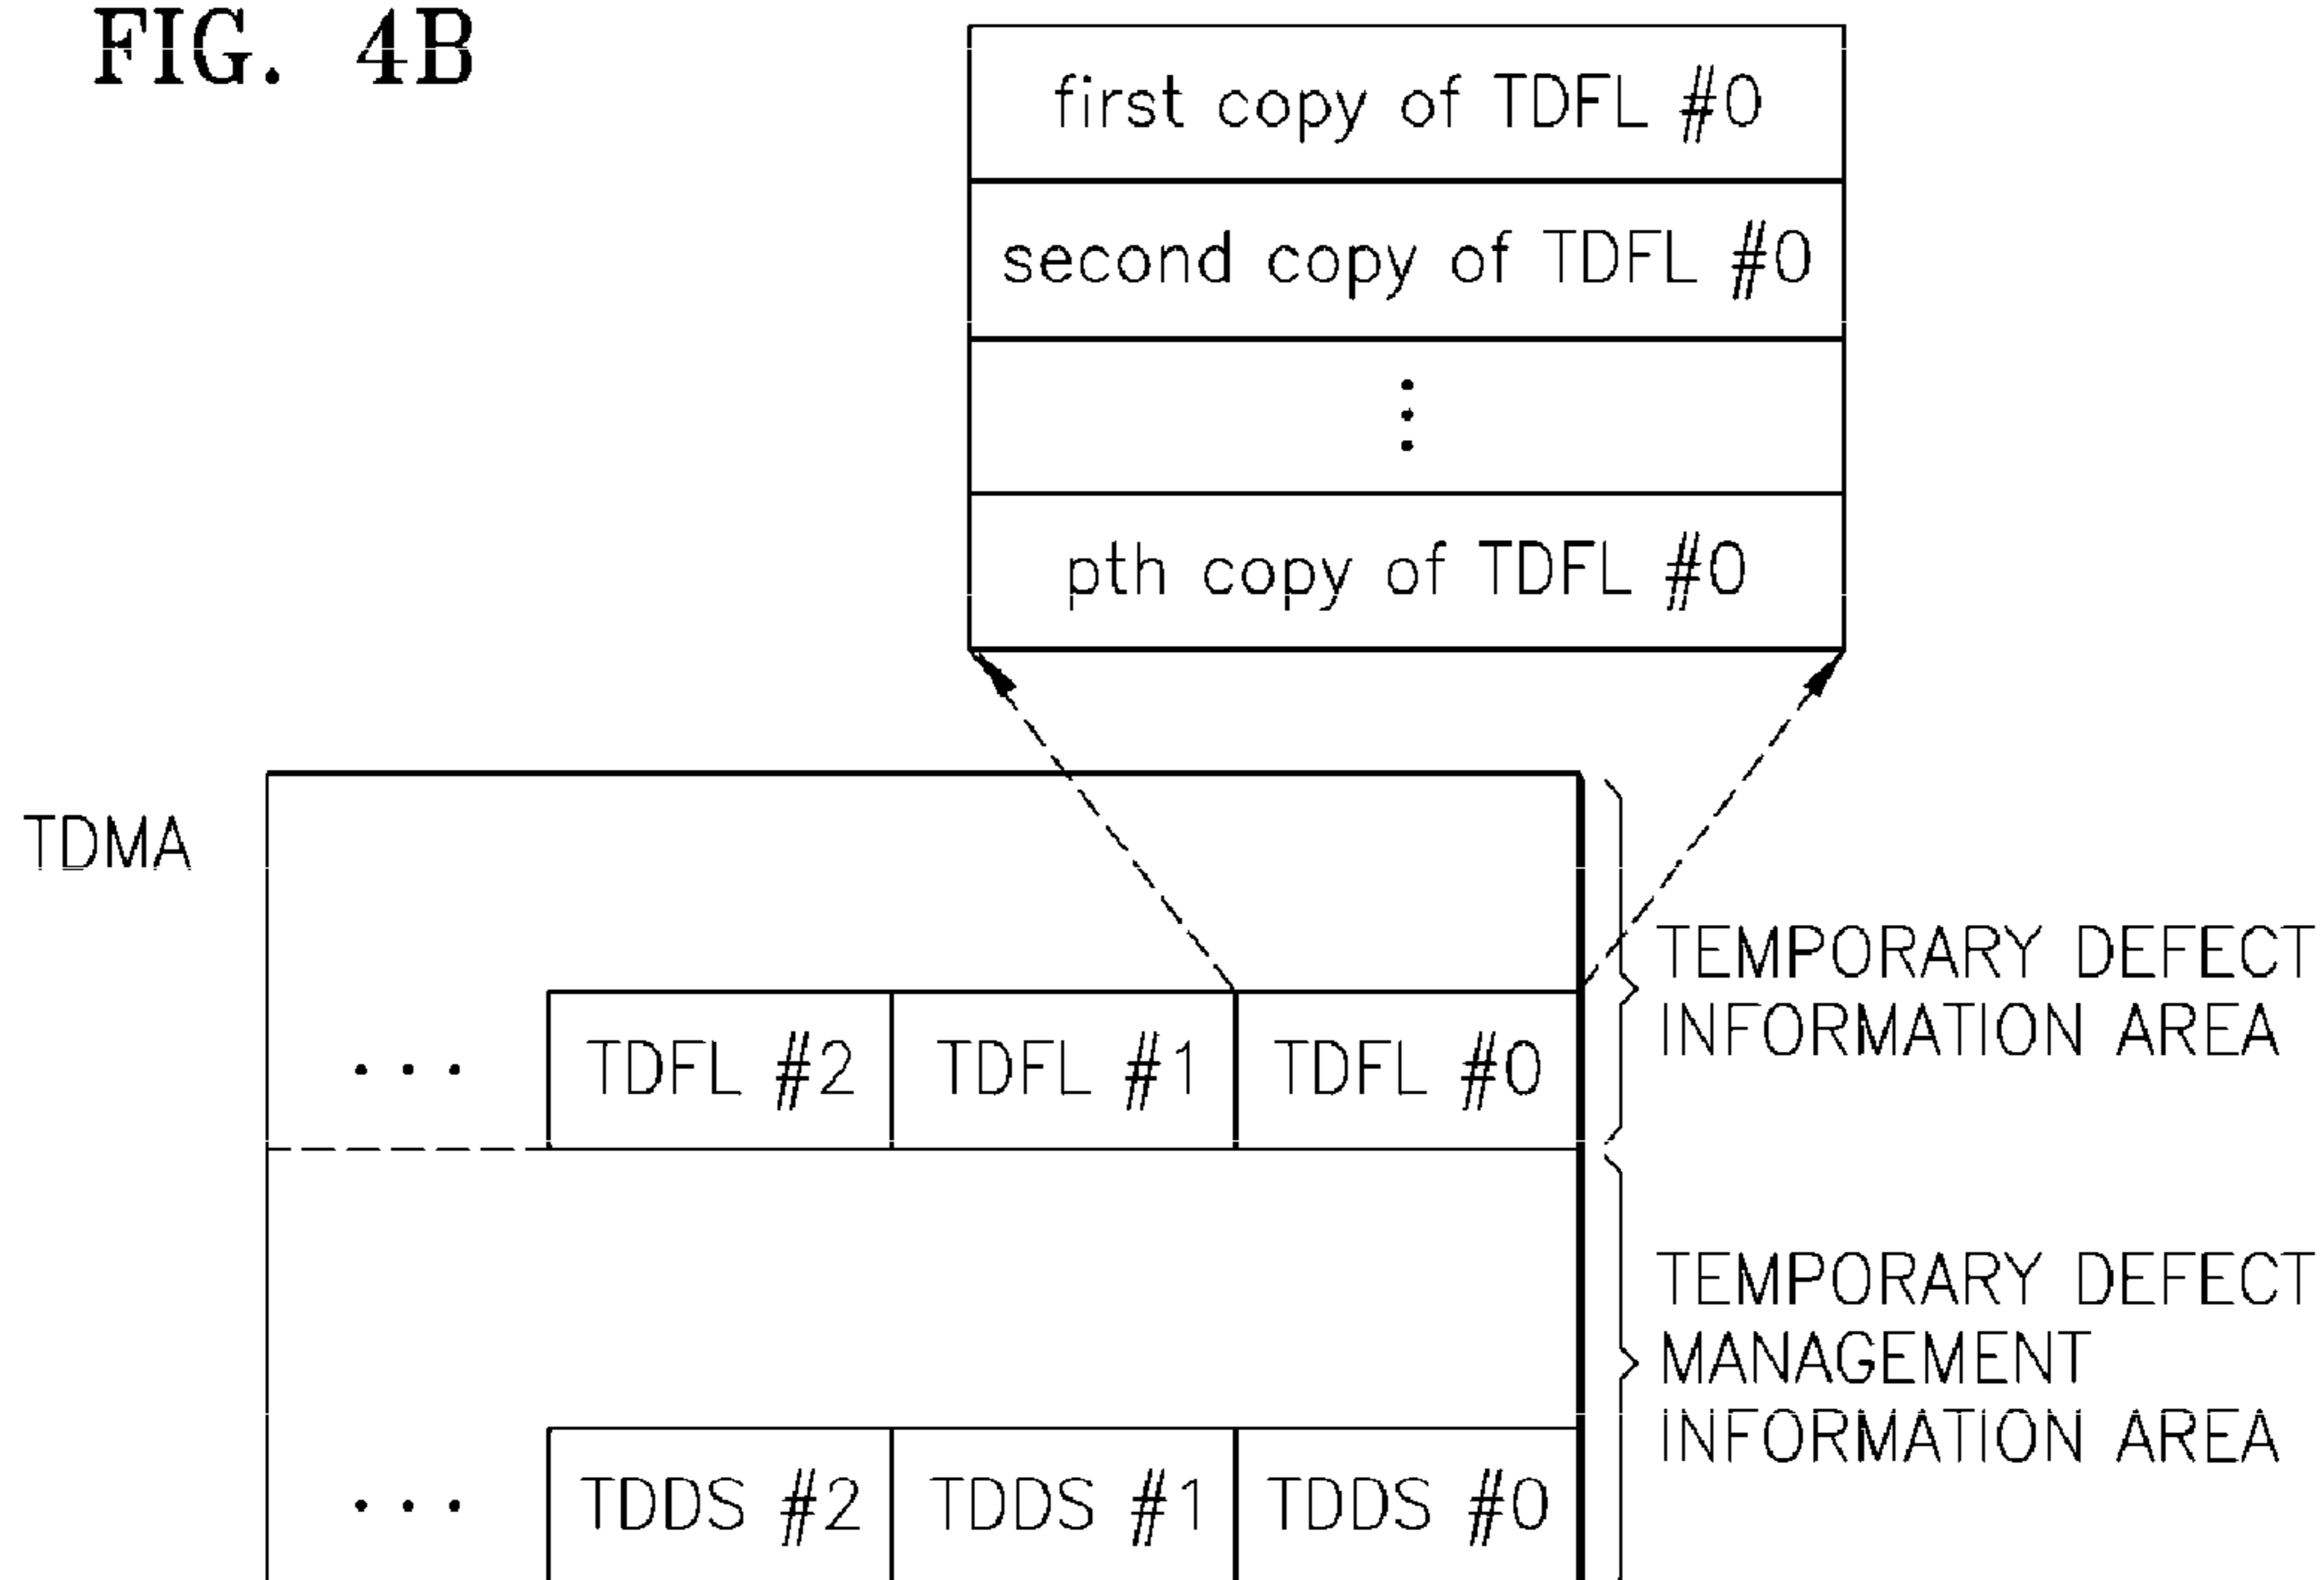 FIG. 4B
first copy of TDFL #0
second copy of TDFL #0
⋮
pth copy of TDFL #0
TDMA
TEMPORARY DEFECT
INFORMATION AREA
... TDFL #2 TDFL #1 TDFL #0
TEMPORARY DEFECT
MANAGEMENT
INFORMATION AREA
... TDDS #2 TDDS #1 TDDS #0